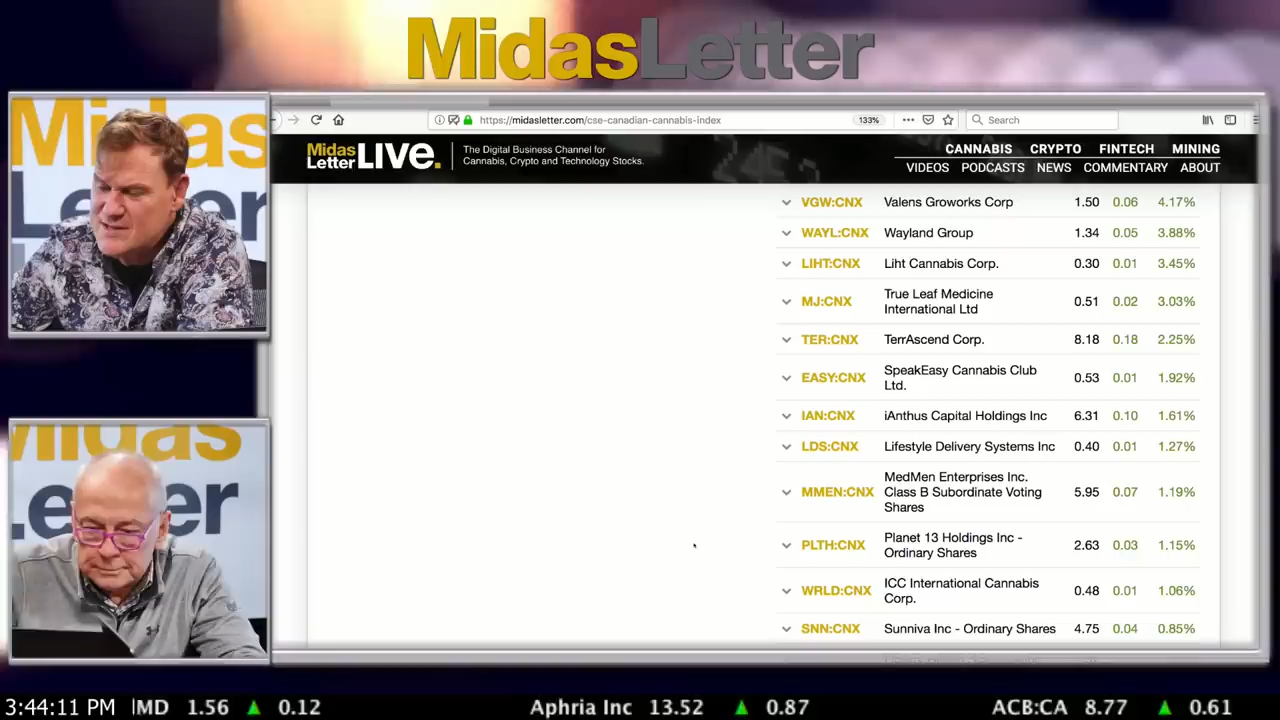 MidasLetter
Midas
Letter
Midas
Letter
https://midasletter.com/cse-canadian-cannabis-index
133%
Search
Midas
Letter LIVE.
The Digital Business Channel for
Cannabis, Crypto and Technology Stocks.
CANNABIS CRYPTO FINTECH MINING
VIDEOS PODCASTS NEWS COMMENTARY ABOUT
VGW:CNX Valens Groworks Corp 1.50 0.06 4.17%
WAYL:CNX Wayland Group 1.34 0.05 3.88%
LIHT:CNX Liht Cannabis Corp. 0.30 0.01 3.45%
MJ:CNX True Leaf Medicine
International Ltd 0.51 0.02 3.03%
TER:CNX TerrAscend Corp. 8.18 0.18 2.25%
EASY:CNX SpeakEasy Cannabis Club
Ltd. 0.53 0.01 1.92%
IAN:CNX iAnthus Capital Holdings Inc 6.31 0.10 1.61%
LDS:CNX Lifestyle Delivery Systems Inc 0.40 0.01 1.27%
MMEN:CNX MedMen Enterprises Inc.
Class B Subordinate Voting
Shares 5.95 0.07 1.19%
PLTH:CNX Planet 13 Holdings Inc -
Ordinary Shares 2.63 0.03 1.15%
WRLD:CNX ICC International Cannabis
Corp. 0.48 0.01 1.06%
SNN:CNX Sunniva Inc - Ordinary Shares 4.75 0.04 0.85%
3:44:11 PM MD 1.56 ▲ 0.12 Aphria Inc 13.52 ▲ 0.87 ACB:CA 8.77 ▲ 0.61